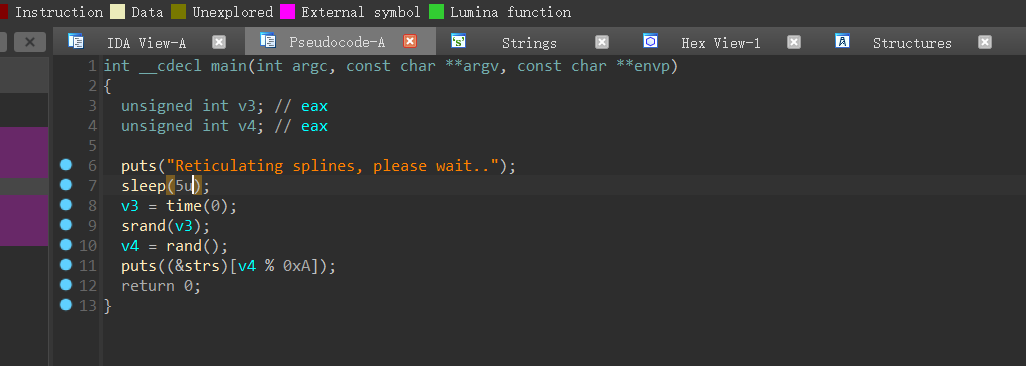 Instruction Data Unexplored External symbol Lumina function
IDA View-A Pseudocode-A Strings Hex View-1 Structures
1 int __cdecl main(int argc, const char **argv, const char **envp)
2 {
3 unsigned int v3; // eax
4 unsigned int v4; // eax
5
6 puts("Reticulating splines, please wait..");
7 sleep(5u);
8 v3 = time(0);
9 srand(v3);
10 v4 = rand();
11 puts((&strs)[v4 % 0xA]);
12 return 0;
13 }